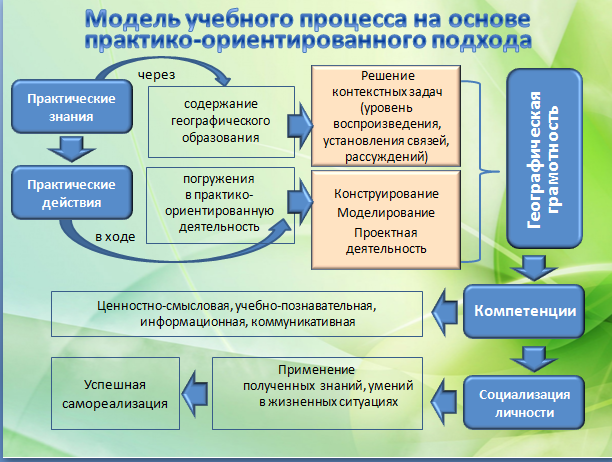 Модель учебного процесса на основе
практико-ориентированного подхода
через
Практические
знания
содержание
географического
образования
Решение
контекстных задач
(уровень
воспроизведения,
установления связей,
рассуждений)
Географическая
грамотность
Практические
действия
погружения
в практико-
ориентированную
деятельность
Конструирование
Моделирование
Проектная
деятельность
в ходе
Ценностно-смысловая, учебно-познавательная,
информационная, коммуникативная
Компетенции
Успешная
самореализация
Применение
полученных знаний, умений
в жизненных ситуациях
Социализация
личности